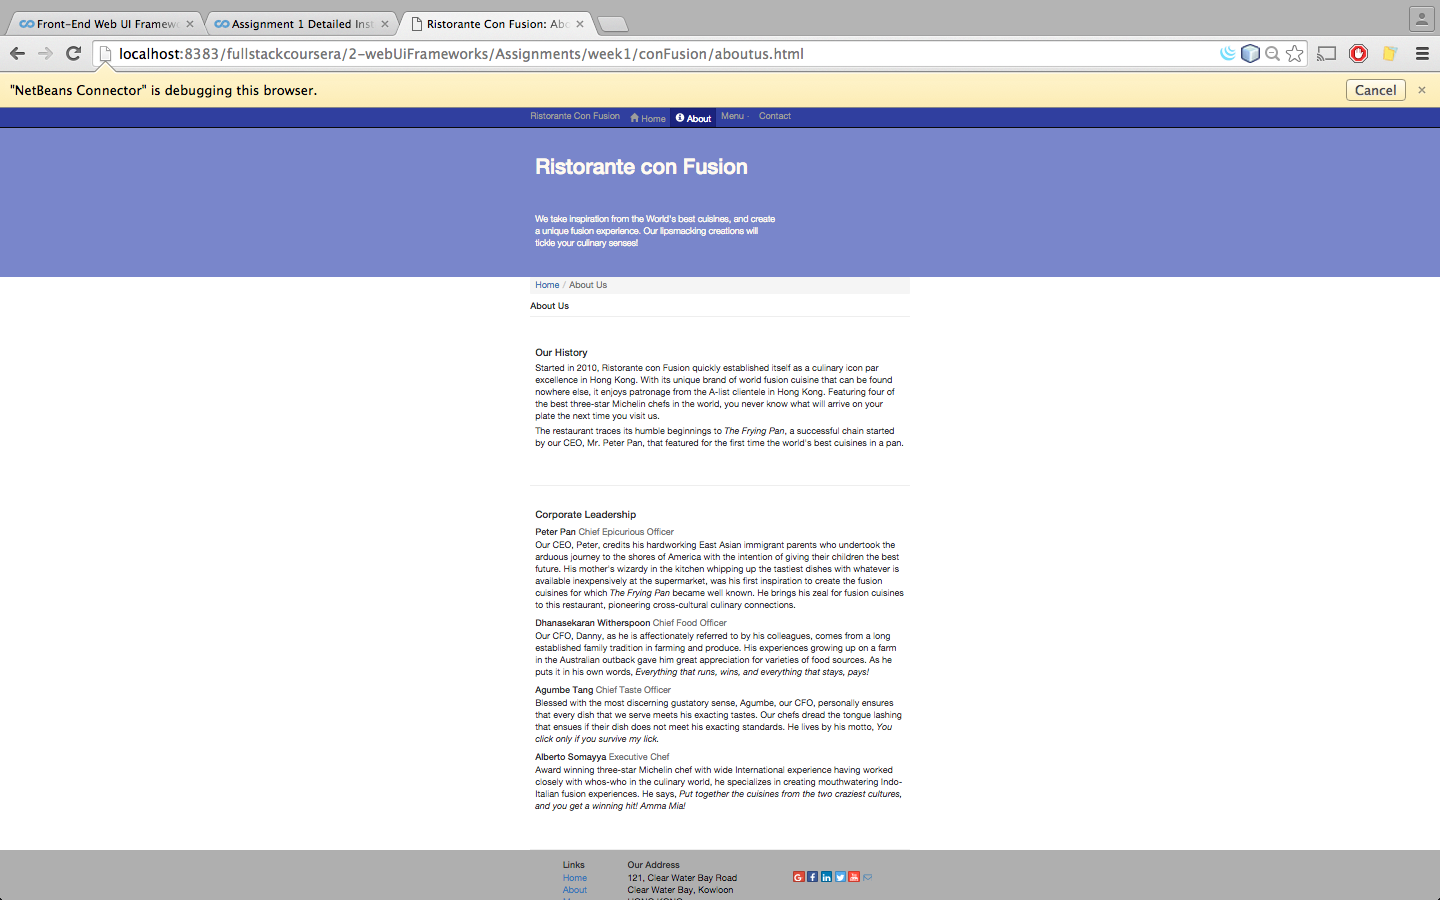 Front-End Web UI Framew
Assignment 1 Detailed Inst
Ristorante Con Fusion: Abo
localhost:8383/fullstackcoursera/2-webUiFrameworks/Assignments/week1/conFusion/aboutus.html
"NetBeans Connector" is debugging this browser.
Cancel
Ristorante Con Fusion Home About Menu Contact
Ristorante con Fusion
We take inspiration from the World's best cuisines, and create
a unique fusion experience. Our lipsmacking creations will
tickle your culinary senses!
Home / About Us
About Us
Our History
Started in 2010, Ristorante con Fusion quickly established itself as a culinary icon par
excellence in Hong Kong. With its unique brand of world fusion cuisine that can be found
nowhere else, it enjoys patronage from the A-list clientele in Hong Kong. Featuring four of
the best three-star Michelin chefs in the world, you never know what will arrive on your
plate the next time you visit us.
The restaurant traces its humble beginnings to The Frying Pan, a successful chain started
by our CEO, Mr. Peter Pan, that featured for the first time the world's best cuisines in a pan.
Corporate Leadership
Peter Pan Chief Epicurious Officer
Our CEO, Peter, credits his hardworking East Asian immigrant parents who undertook the
arduous journey to the shores of America with the intention of giving their children the best
future. His mother's wizardy in the kitchen whipping up the tastiest dishes with whatever is
available inexpensively at the supermarket, was his first inspiration to create the fusion
cuisines for which The Frying Pan became well known. He brings his zeal for fusion cuisines
to this restaurant, pioneering cross-cultural culinary connections.
Dhanasekaran Witherspoon Chief Food Officer
Our CFO, Danny, as he is affectionately referred to by his colleagues, comes from a long
established family tradition in farming and produce. His experiences growing up on a farm
in the Australian outback gave him great appreciation for varieties of food sources. As he
puts it in his own words, Everything that runs, wins, and everything that stays, pays!
Agumbe Tang Chief Taste Officer
Blessed with the most discerning gustatory sense, Agumbe, our CFO, personally ensures
that every dish that we serve meets his exacting tastes. Our chefs dread the tongue lashing
that ensues if their dish does not meet his exacting standards. He lives by his motto, You
click only if you survive my lick.
Alberto Somayya Executive Chef
Award winning three-star Michelin chef with wide International experience having worked
closely with whos-who in the culinary world, he specializes in creating mouthwatering Indo-
Italian fusion experiences. He says, Put together the cuisines from the two craziest cultures,
and you get a winning hit! Amma Mia!
Links
Home
About
Our Address
121, Clear Water Bay Road
Clear Water Bay, Kowloon